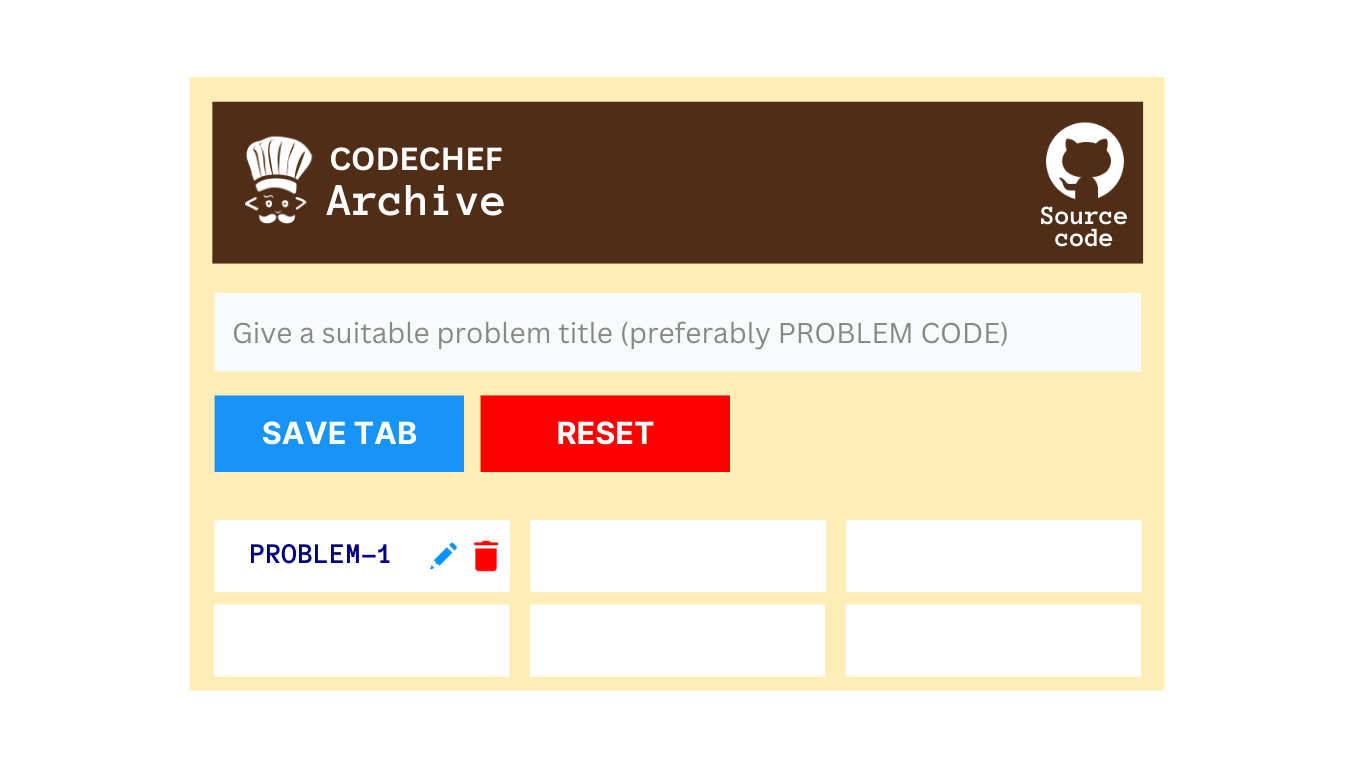 CODECHEF
Archive
Source
code
Give a suitable problem title (preferably PROBLEM CODE)
SAVE TAB
RESET
PROBLEM-1